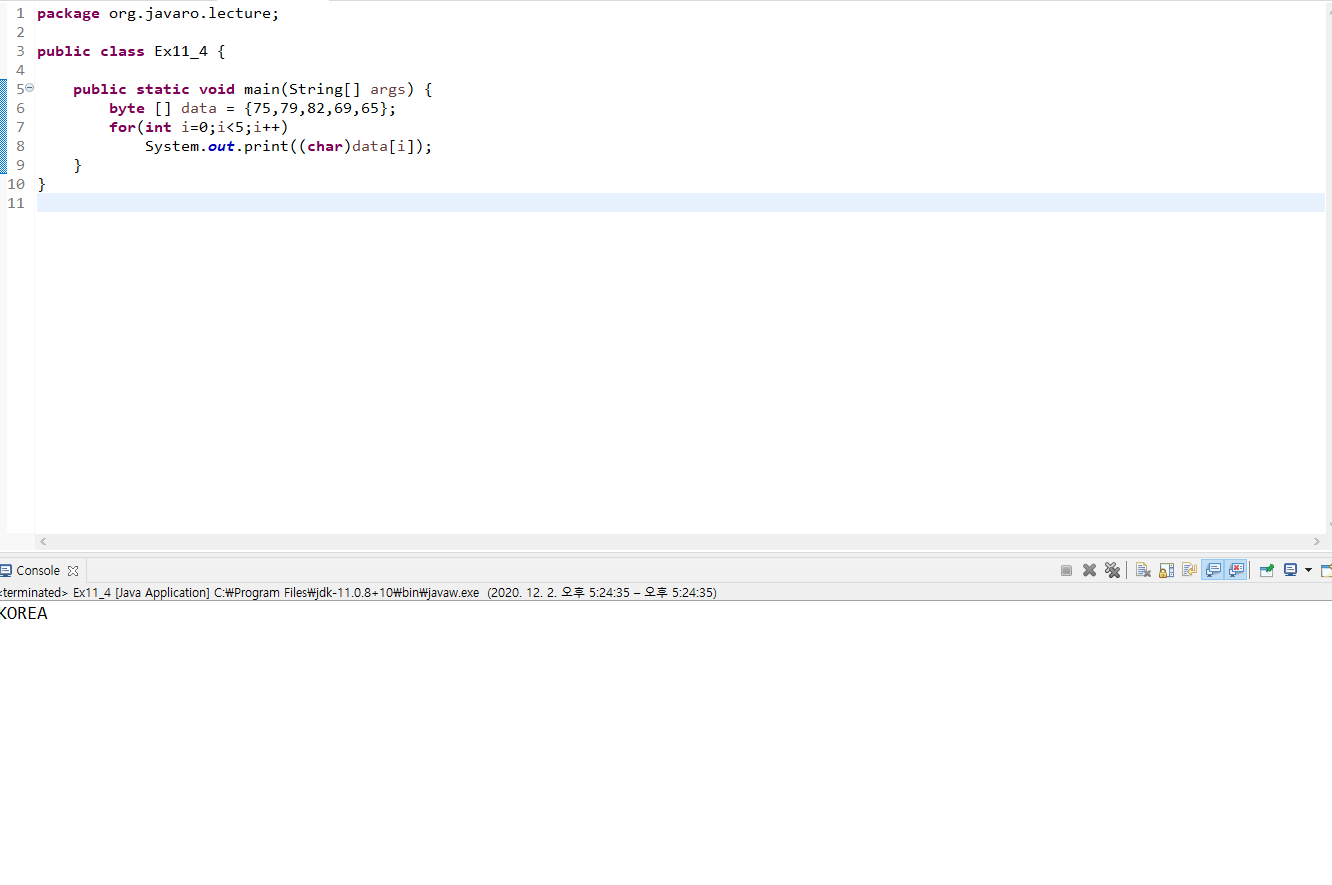 1 package org.javaro.lecture;
2
3 public class Ex11_4 {
4
5 public static void main(String[] args) {
6 byte [] data = {75,79,82,69,65};
7 for(int i=0;i<5;i++)
8 System.out.print((char)data[i]);
9 }
10 }
11
Console
<terminated> Ex11_4 [Java Application] C:₩Program Files₩jdk-11.0.8+10₩bin₩javaw.exe (2020. 12. 2. 오후 5:24:35 – 오후 5:24:35)
KOREA